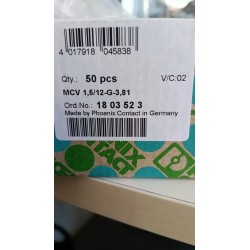 4 017918 045838
Qty.: 50 pcs V/C:02
MCV 1,5/12-G-3,81
Ord.No.: 18 03 52 3
Made by Phoenix Contact in Germany